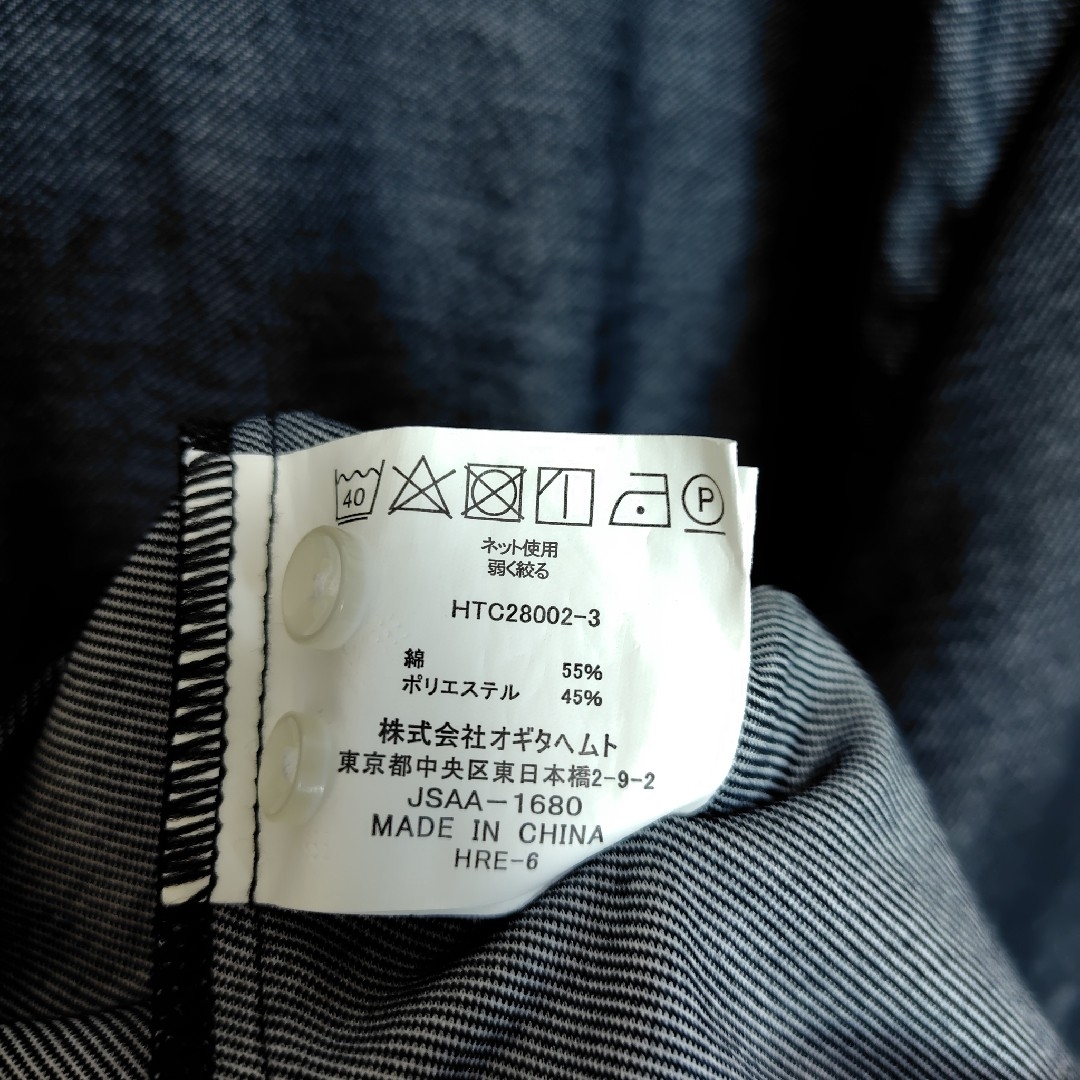 40 P
ネット使用
弱く絞る
HTC28002-3
綿 55%
ポリエステル 45%
株式会社オギタヘムト
東京都中央区東日本橋2-9-2
JSAA-1680
MADE IN CHINA
HRE-6